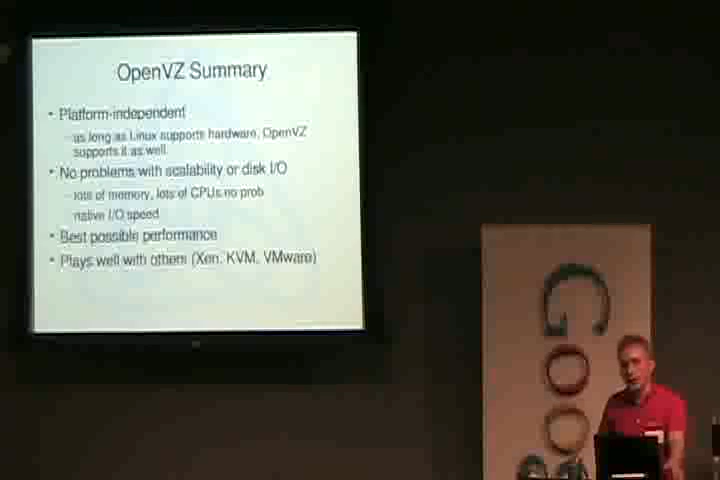 OpenVZ Summary
• Platform-independent
– as long as Linux supports hardware, OpenVZ
supports it as well
• No problems with scalability or disk I/O
– lots of memory, lots of CPUs no prob
– native I/O speed
• Best possible performance
• Plays well with others (Xen, KVM, VMware)
Goo